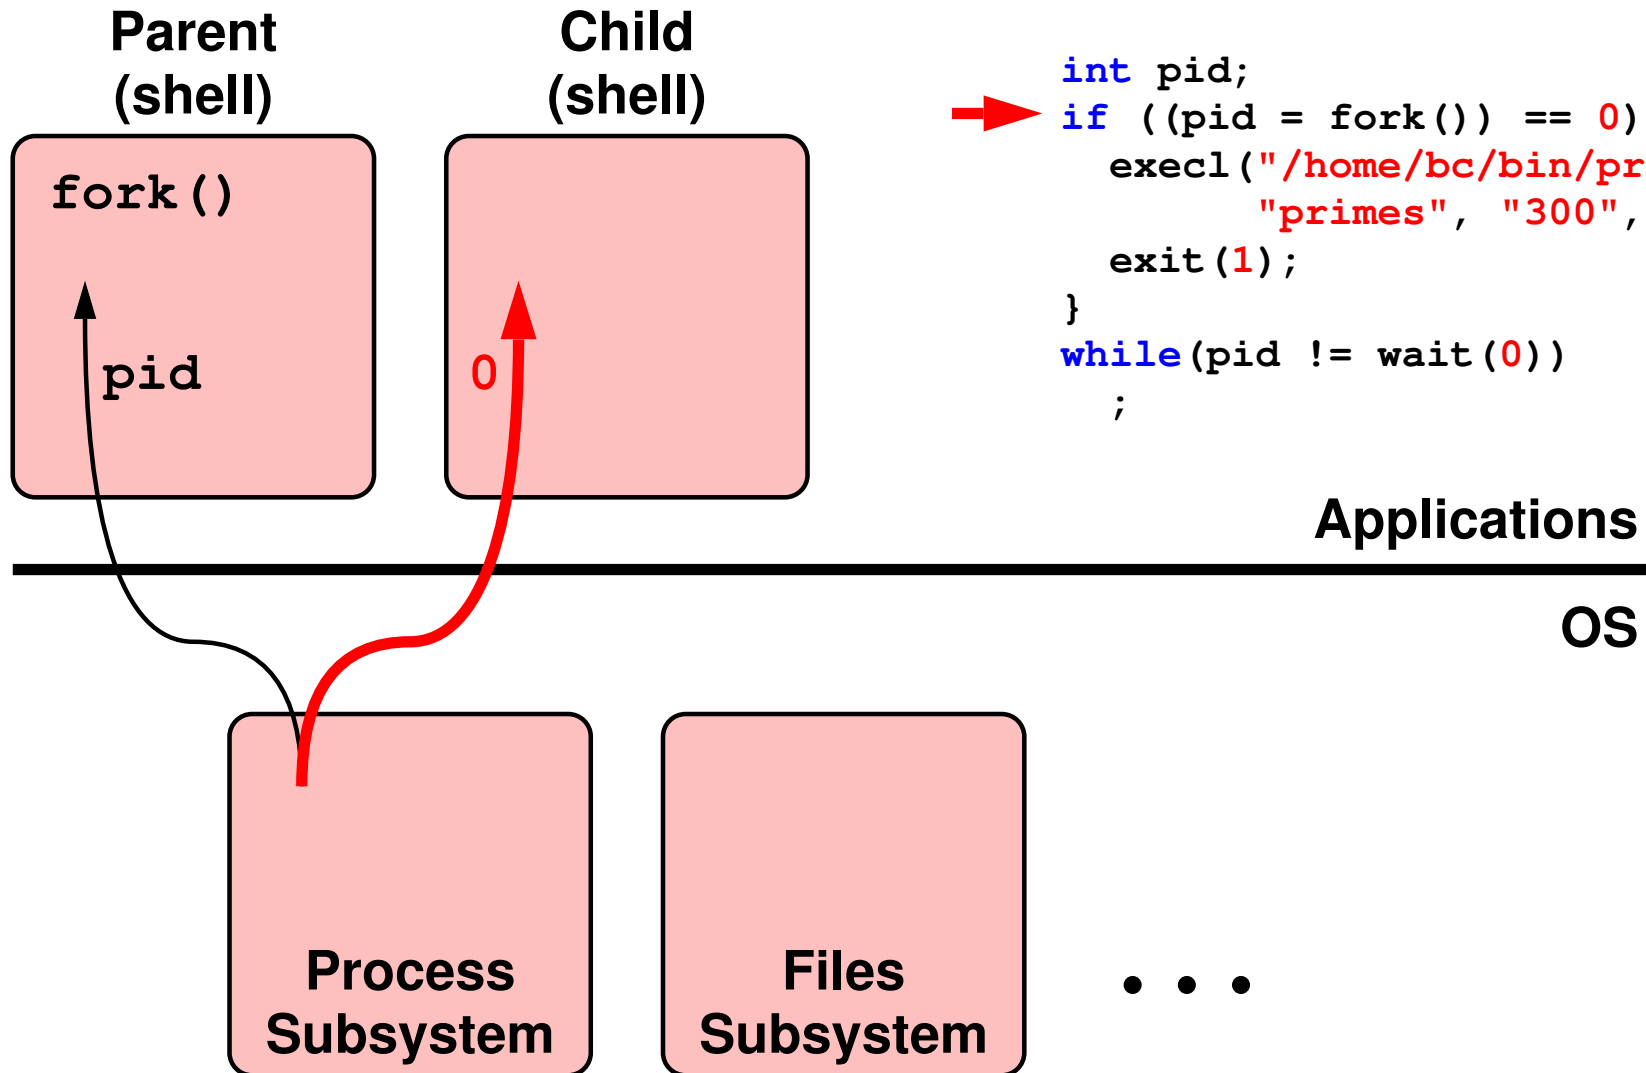 Parent
(shell)
Child
(shell)
fork()
pid
0
int pid;
if ((pid = fork()) == 0)
  execl("/home/bc/bin/pr
        "primes", "300",
  exit(1);
}
while(pid != wait(0))
  ;
Applications
OS
Process
Subsystem
Files
Subsystem
. . .